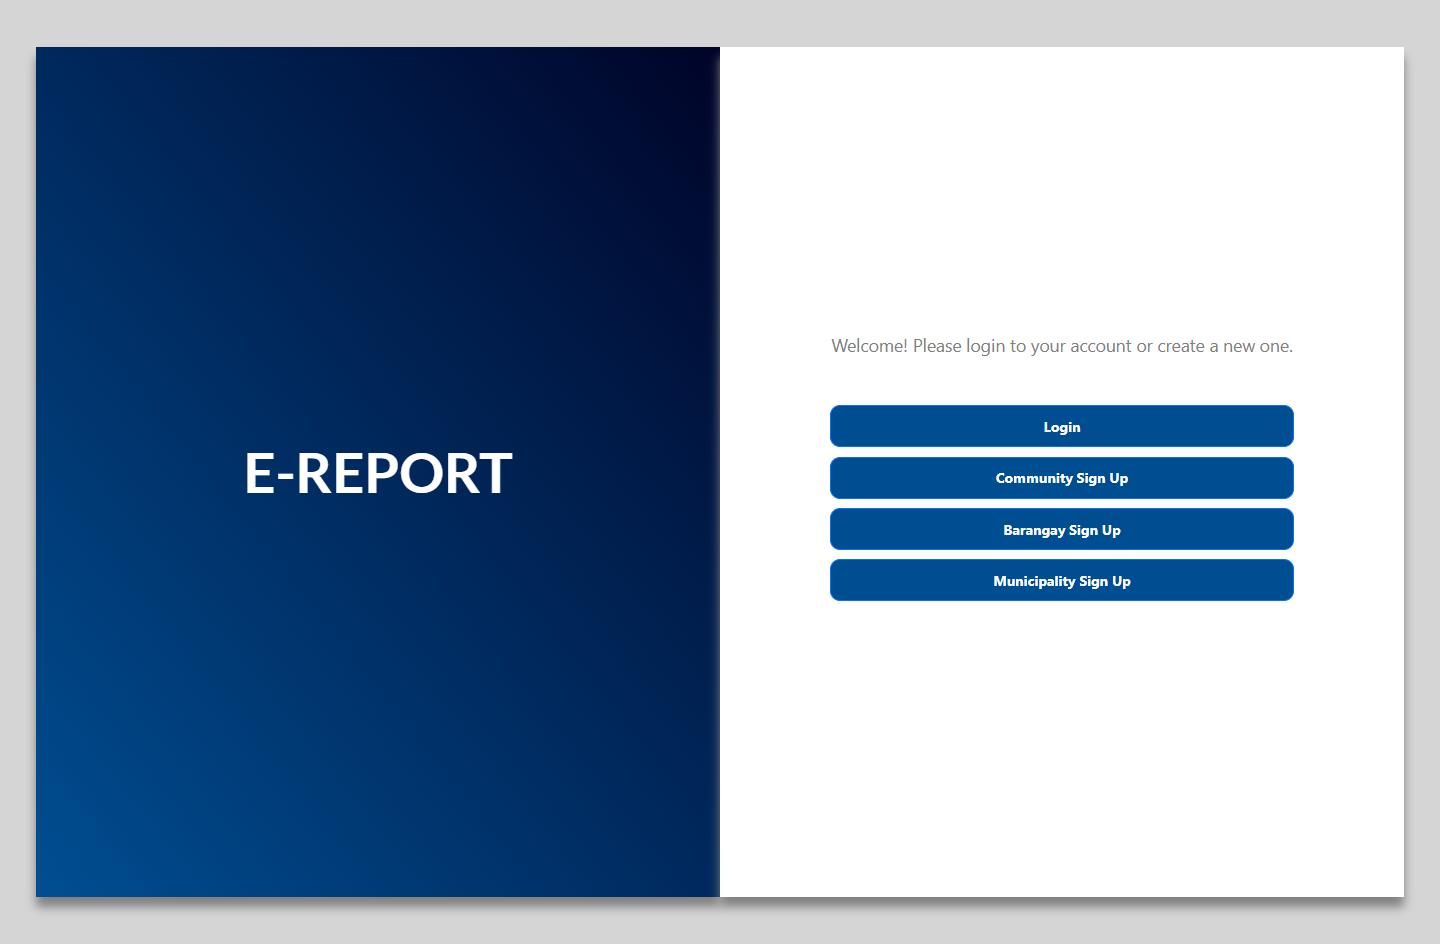 E-REPORT
Welcome! Please login to your account or create a new one.
Login
Community Sign Up
Barangay Sign Up
Municipality Sign Up